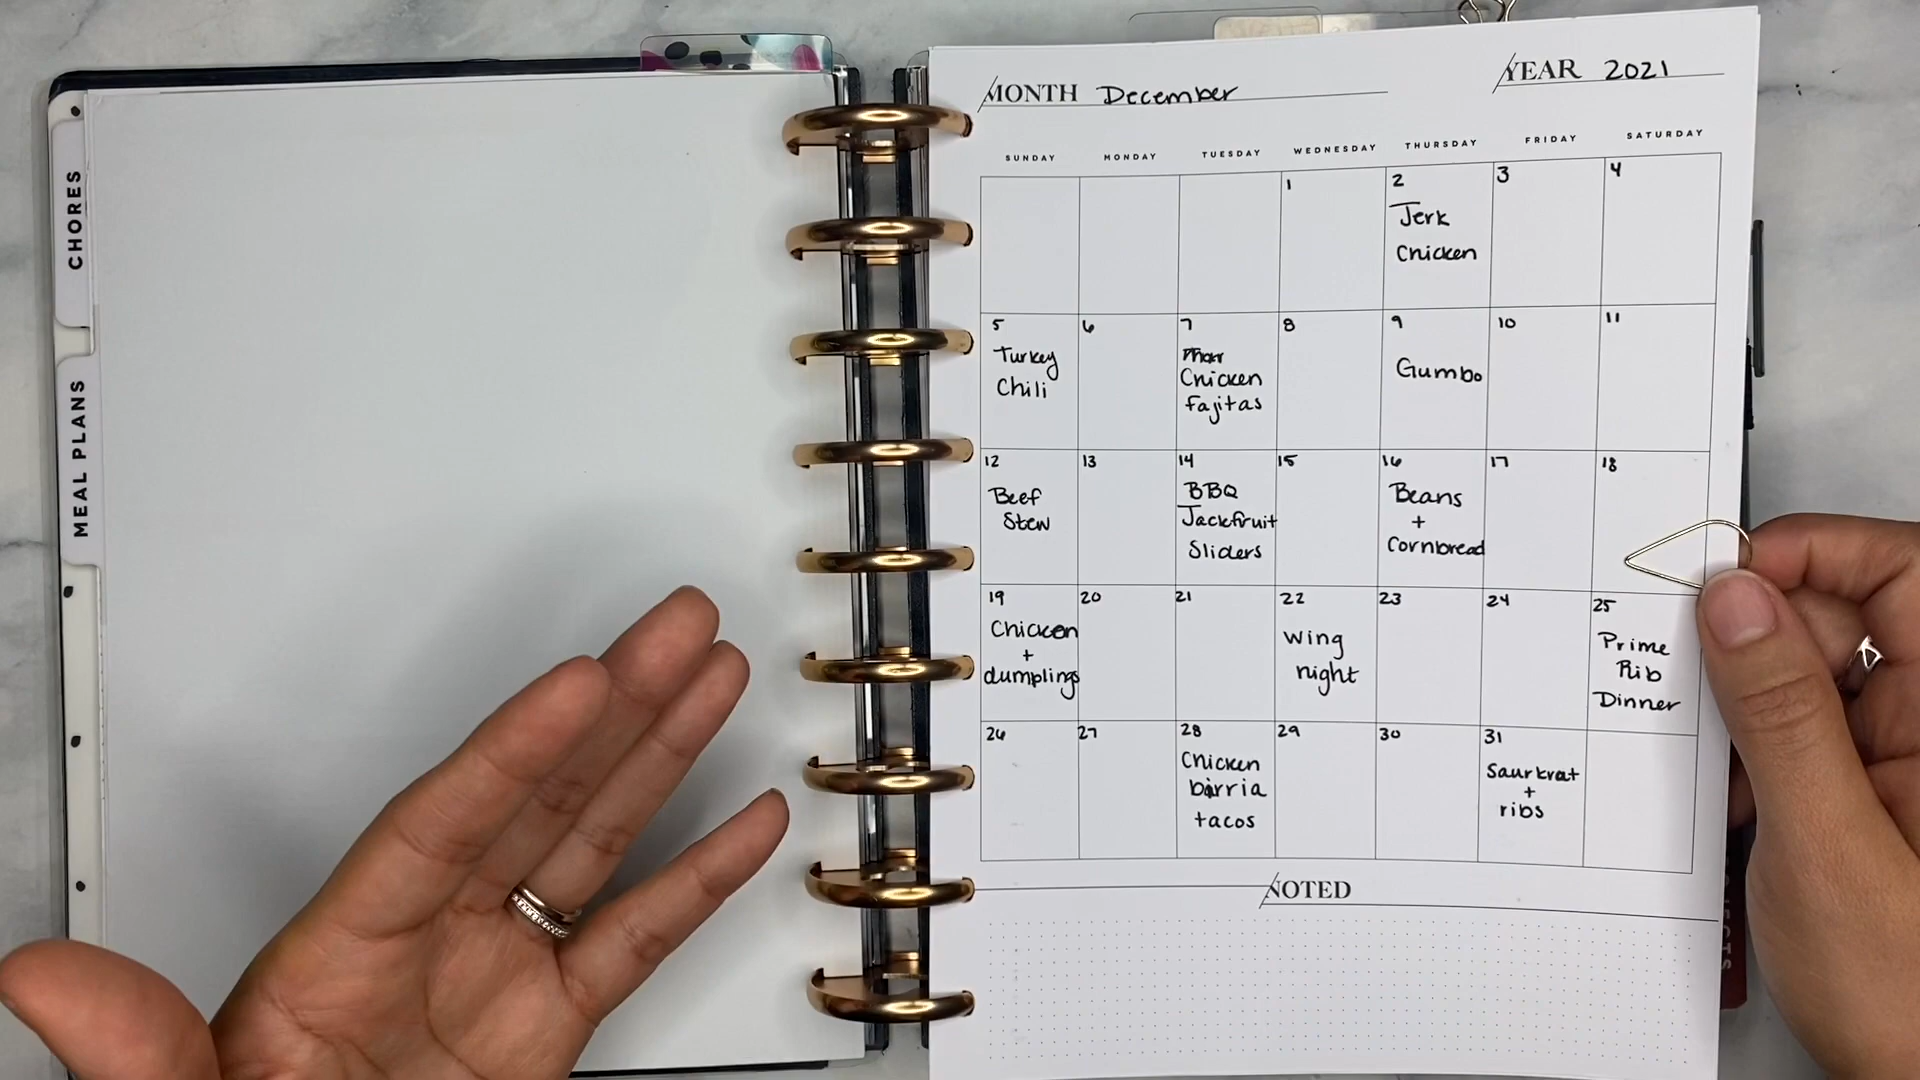 CHORES
MEAL PLANS
MONTH December
YEAR 2021
SUNDAY MONDAY TUESDAY WEDNESDAY THURSDAY FRIDAY SATURDAY
1
2
Jerk
Chicken
3
4
5
Turkey
Chili
6
7
Chicken
fajitas
8
9
Gumbo
10
11
12
Beef
Stew
13
14
BBQ
Jackfruit
Sliders
15
16
Beans
+
Cornbread
17
18
19
Chicken
+
dumplings
20
21
22
Wing
night
23
24
25
Prime
Rib
Dinner
26
27
28
Chicken
birria
tacos
29
30
31
Saurkrat
+
ribs
NOTED